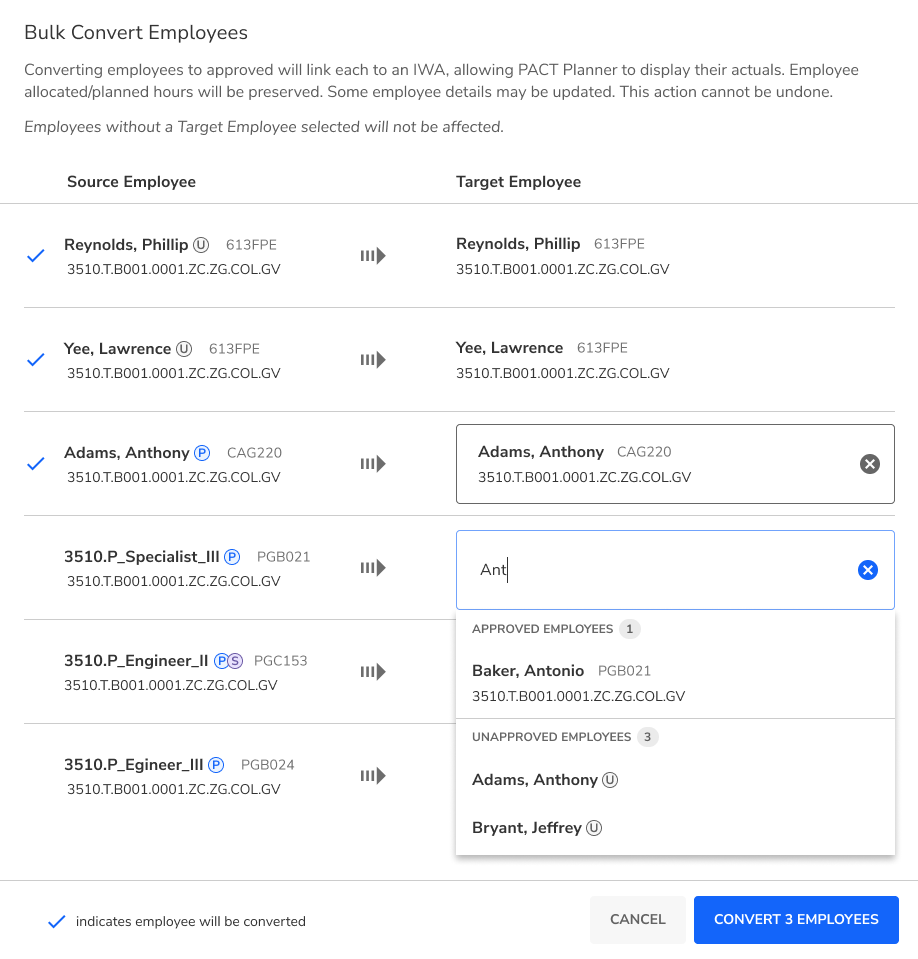 Bulk Convert Employees
Converting employees to approved will link each to an IWA, allowing PACT Planner to display their actuals. Employee
allocated/planned hours will be preserved. Some employee details may be updated. This action cannot be undone.
Employees without a Target Employee selected will not be affected.
Source Employee Target Employee
Reynolds, Phillip U 613FPE Reynolds, Phillip 613FPE
3510.T.B001.0001.ZC.ZG.COL.GV 3510.T.B001.0001.ZC.ZG.COL.GV
Yee, Lawrence U 613FPE Yee, Lawrence 613FPE
3510.T.B001.0001.ZC.ZG.COL.GV 3510.T.B001.0001.ZC.ZG.COL.GV
Adams, Anthony P CAG220 Adams, Anthony CAG220
3510.T.B001.0001.ZC.ZG.COL.GV 3510.T.B001.0001.ZC.ZG.COL.GV
3510.P_Specialist_III P PGB021
Ant
3510.T.B001.0001.ZC.ZG.COL.GV
APPROVED EMPLOYEES 1
3510.P_Engineer_II P S PGC153 Baker, Antonio PGB021
3510.T.B001.0001.ZC.ZG.COL.GV 3510.T.B001.0001.ZC.ZG.COL.GV
UNAPPROVED EMPLOYEES 3
3510.P_Egineer_III P PGB024 Adams, Anthony U
3510.T.B001.0001.ZC.ZG.COL.GV
Bryant, Jeffrey U
indicates employee will be converted CANCEL CONVERT 3 EMPLOYEES